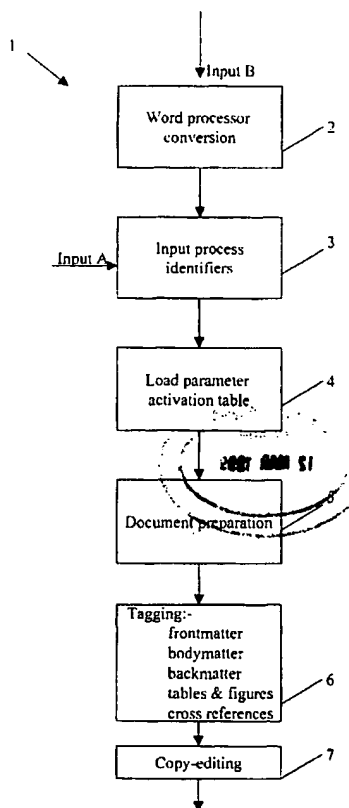 1
Input B
Word processor
conversion
2
Input process
identifiers
3
Input A
Load parameter
activation table
4
Document preparation
5
Tagging:-
frontmatter
bodymatter
backmatter
tables & figures
cross references
6
Copy-editing
7